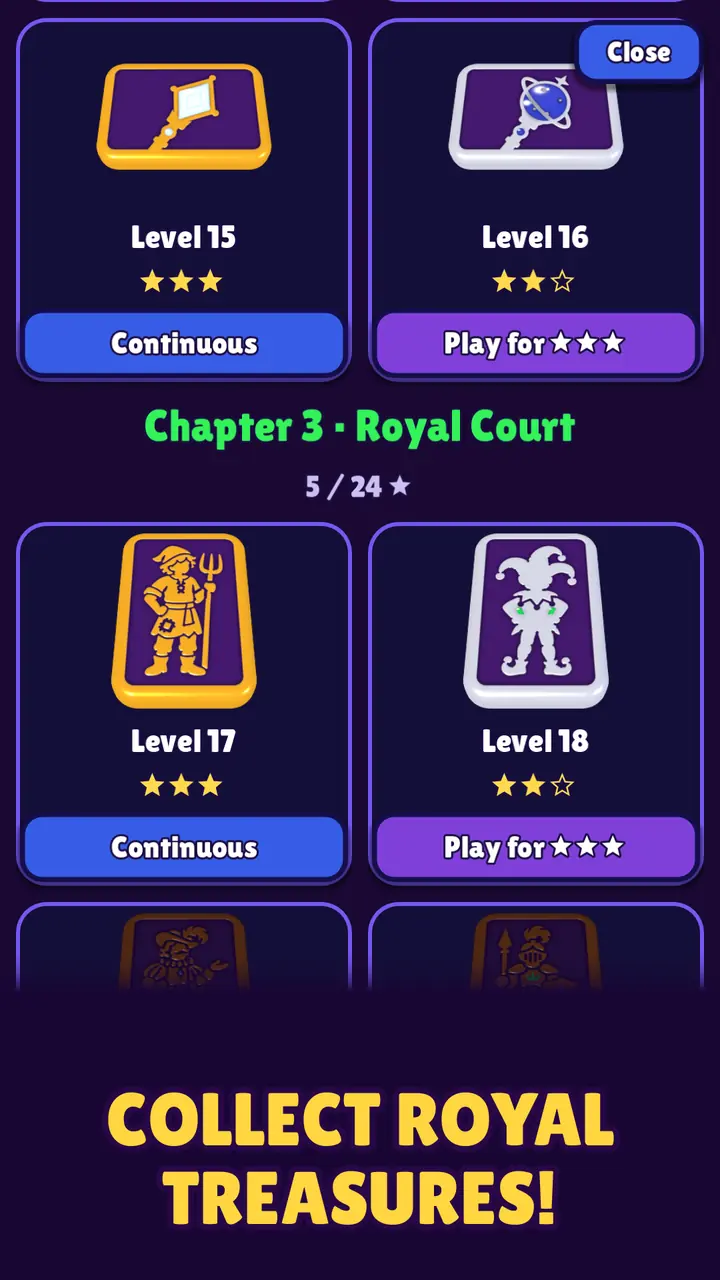 Close
Level 15
Level 16
Continuous
Play for ★★★
Chapter 3 · Royal Court
5 / 24 ★
Level 17
Level 18
Continuous
Play for ★★★
COLLECT ROYAL
TREASURES!